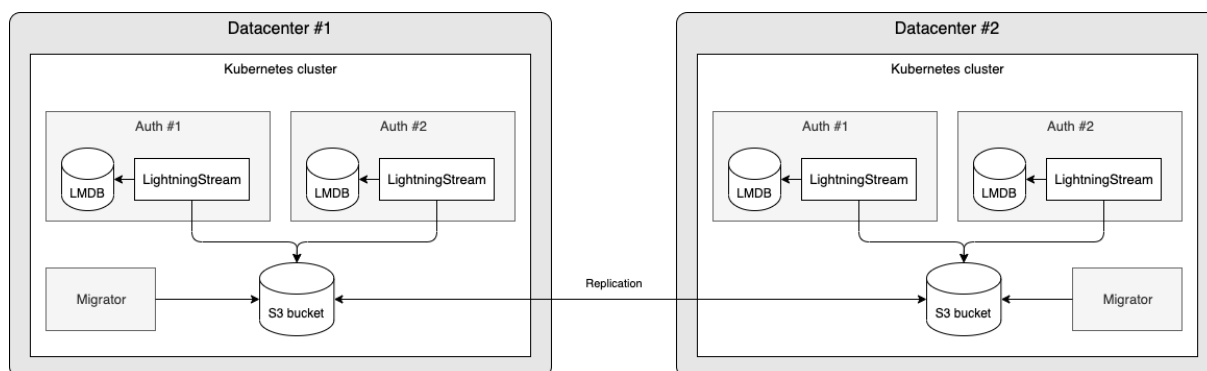 Datacenter #1
Kubernetes cluster
Auth #1
LMDB
LightningStream
Auth #2
LMDB
LightningStream
Migrator
S3 bucket
Replication
Datacenter #2
Kubernetes cluster
Auth #1
LMDB
LightningStream
Auth #2
LMDB
LightningStream
S3 bucket
Migrator